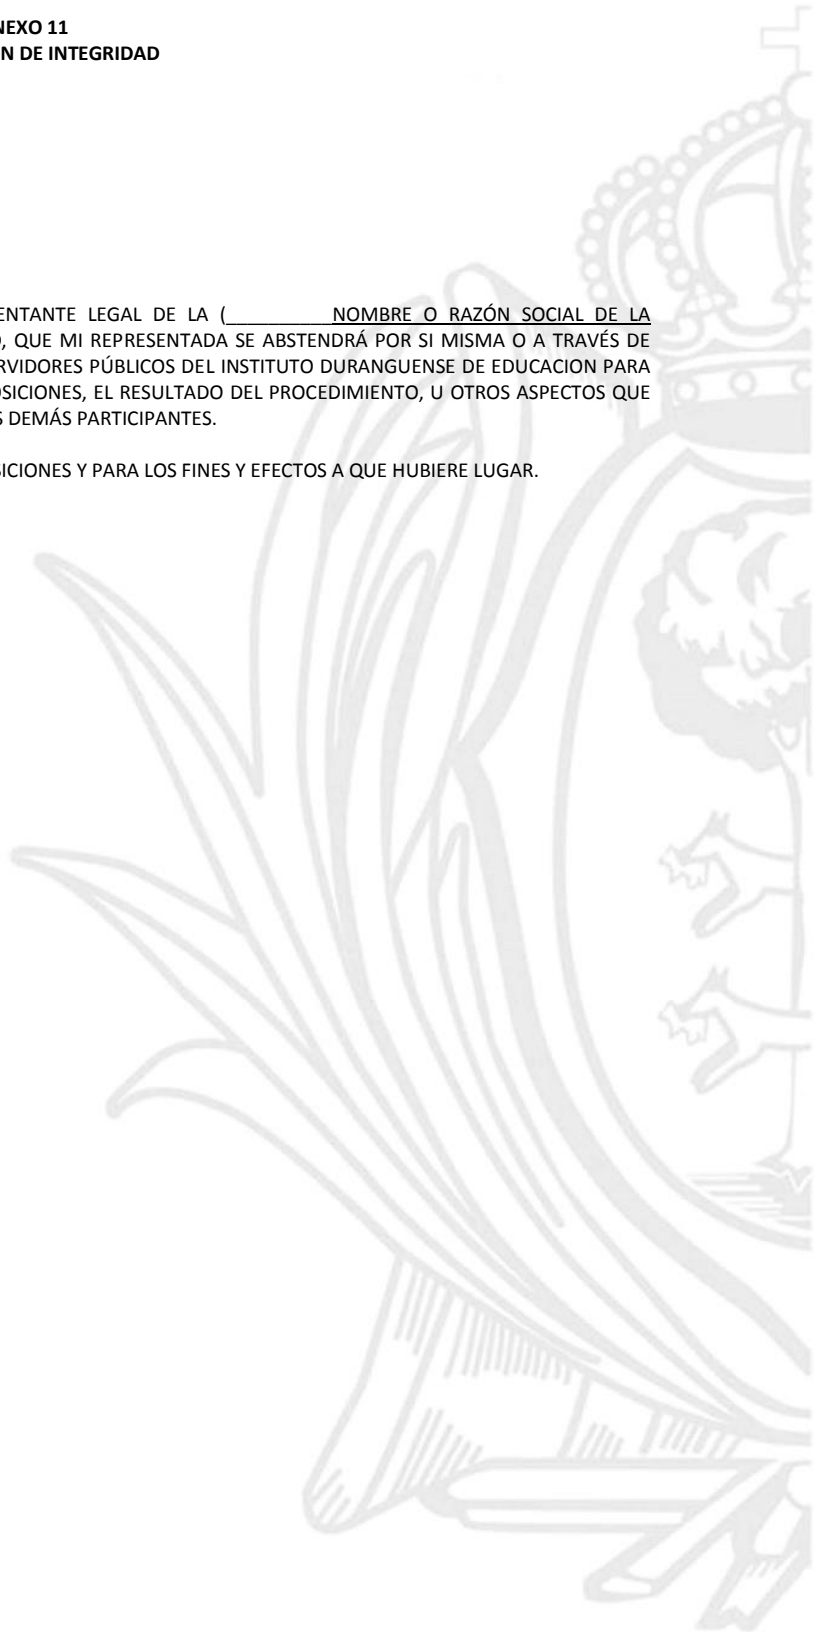 NEXO 11
N DE INTEGRIDAD
ENTANTE LEGAL DE LA (__________NOMBRE O RAZÓN SOCIAL DE LA
O, QUE MI REPRESENTADA SE ABSTENDRÁ POR SI MISMA O A TRAVÉS DE
RVIDORES PÚBLICOS DEL INSTITUTO DURANGUENSE DE EDUCACION PARA
OSICIONES, EL RESULTADO DEL PROCEDIMIENTO, U OTROS ASPECTOS QUE
S DEMÁS PARTICIPANTES.
SICIONES Y PARA LOS FINES Y EFECTOS A QUE HUBIERE LUGAR.